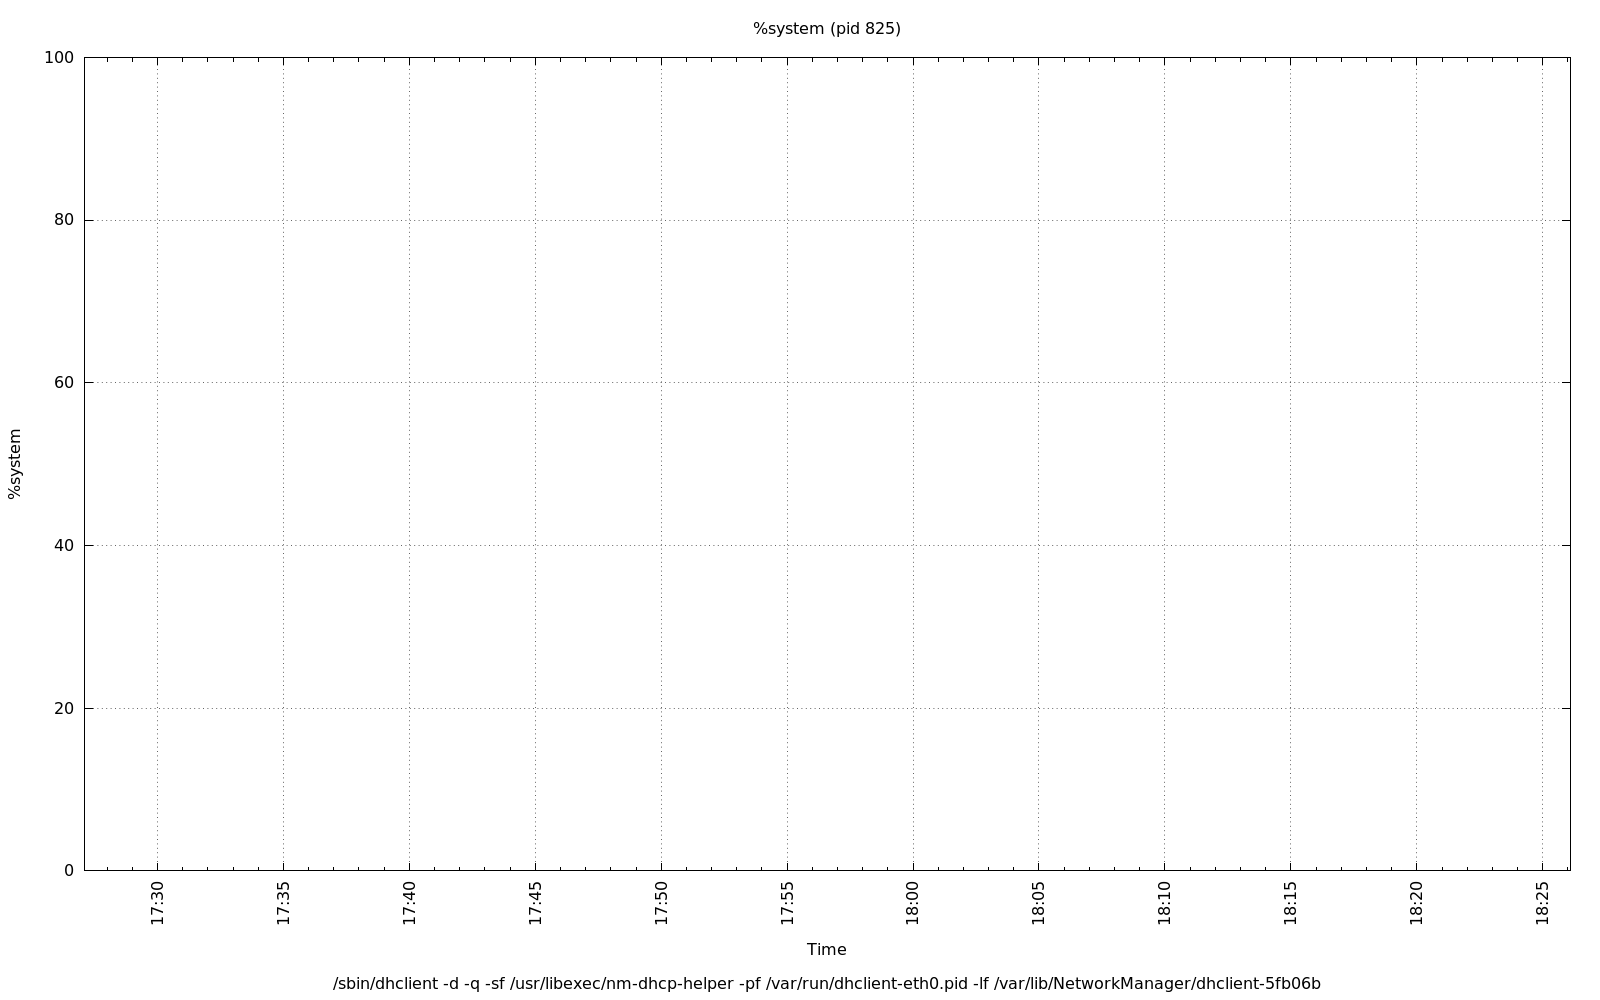 %system (pid 825)
100
80
60
40
20
0
%system
17:30 17:35 17:40 17:45 17:50 17:55 18:00 18:05 18:10 18:15 18:20 18:25
Time
/sbin/dhclient -d -q -sf /usr/libexec/nm-dhcp-helper -pf /var/run/dhclient-eth0.pid -lf /var/lib/NetworkManager/dhclient-5fb06b